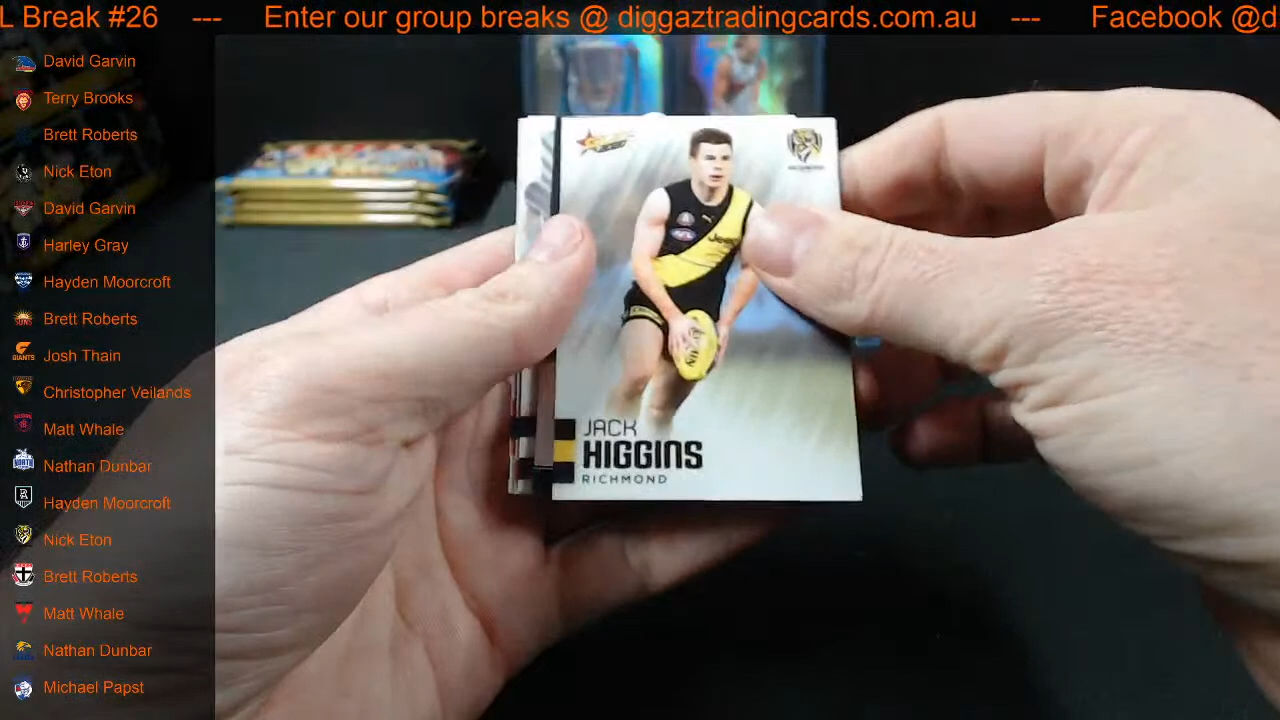 L Break #26 --- Enter our group breaks @ diggaztradingcards.com.au --- Facebook @d
David Garvin
Terry Brooks
Brett Roberts
Nick Eton
David Garvin
Harley Gray
Hayden Moorcroft
Brett Roberts
Josh Thain
GIANTS
Christopher Veilands
Matt Whale
Nathan Dunbar
NORTH
Hayden Moorcroft
Nick Eton
Brett Roberts
Matt Whale
Nathan Dunbar
Michael Papst
JACK
HIGGINS
RICHMOND